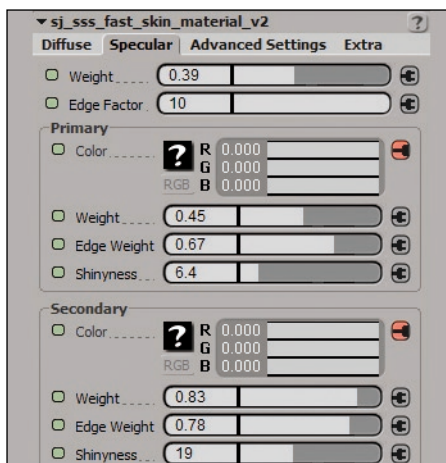 sj_sss_fast_skin_material_v2 ?
Diffuse Specular Advanced Settings Extra
Weight 0.39
Edge Factor 10
Primary
Color ? R 0.000
G 0.000
RGB B 0.000
Weight 0.45
Edge Weight 0.67
Shinyness 6.4
Secondary
Color ? R 0.000
G 0.000
RGB B 0.000
Weight 0.83
Edge Weight 0.78
Shinyness 19